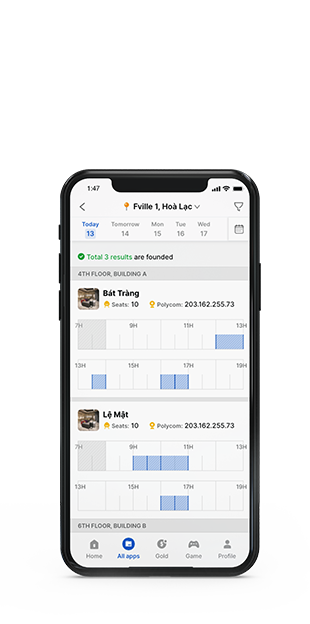 1:47
Fville 1, Hoà Lạc
Today Tomorrow Mon Tue Wed
13 14 15 16 17
Total 3 results are founded
4TH FLOOR, BUILDING A
Bát Tràng
Seats: 10 Polycom: 203.162.255.73
7H 9H 11H 13H
13H 15H 17H 19H
Lệ Mật
Seats: 10 Polycom: 203.162.255.73
7H 9H 11H 13H
13H 15H 17H 19H
6TH FLOOR, BUILDING B
Home All apps Gold Game Profile